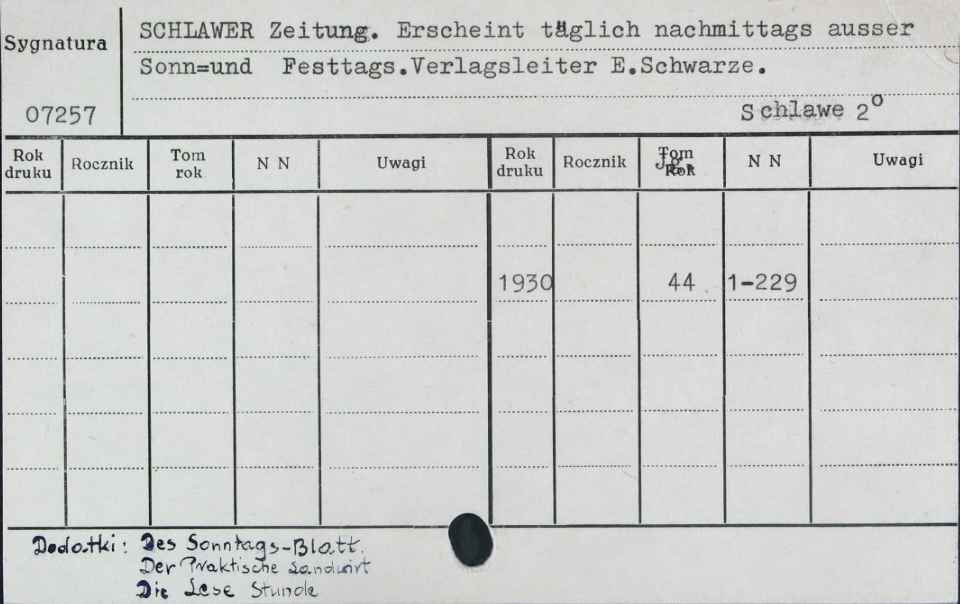 Sygnatura
SCHLAWER Zeitung. Erscheint täglich nachmittags ausser
Sonn=und Festtags.Verlagsleiter E.Schwarze.
07257
Schlawe 2º
Rok druku Rocznik Tom rok N N Uwagi Rok druku Rocznik Tom Rok Jg. N N Uwagi
1930 44 1-229
Dodatki: Des Sonntags-Blatt.
Der Praktische Landwirt
Die Lese Stunde